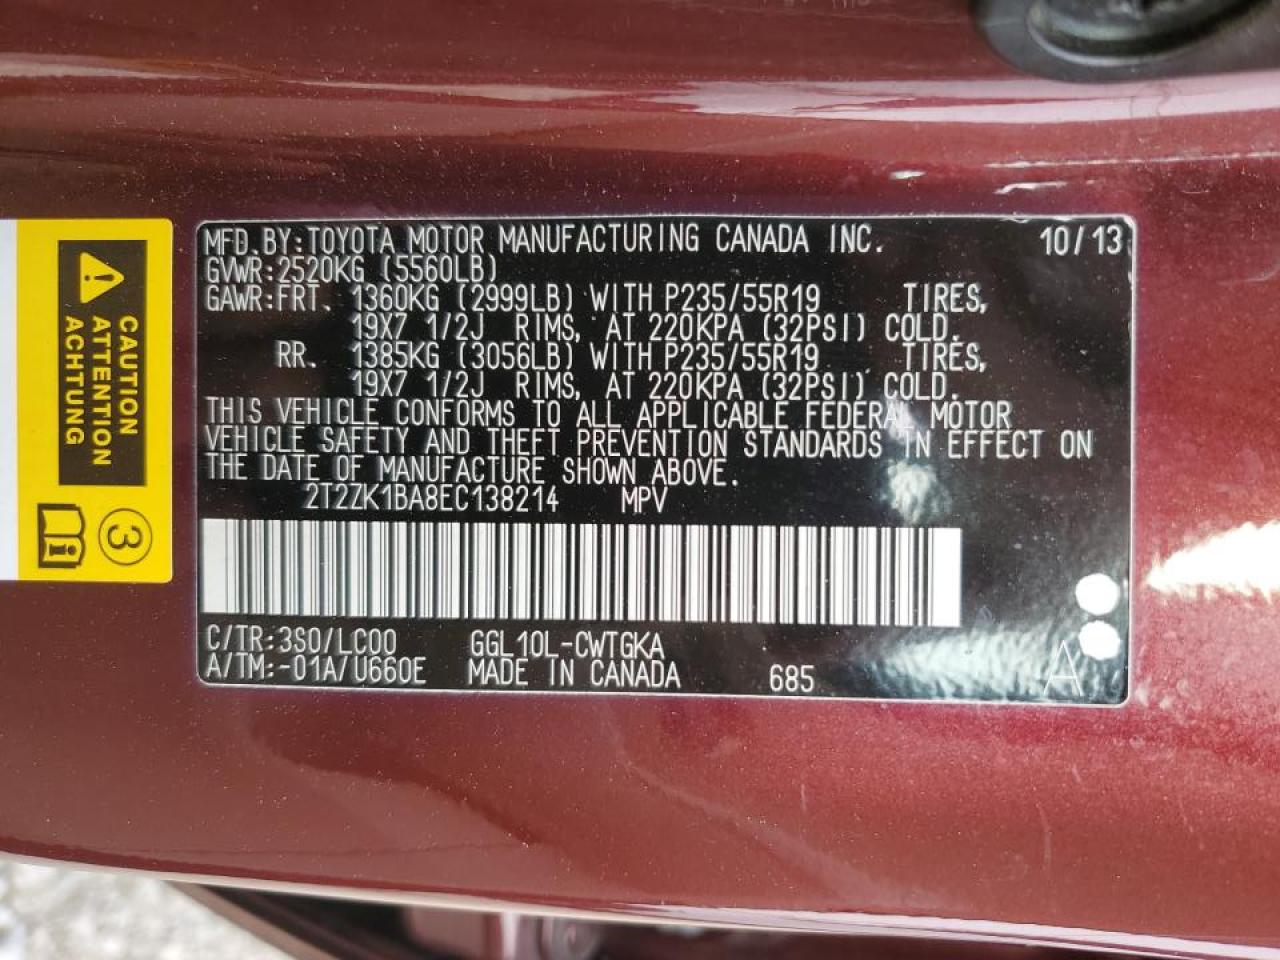 MFD.BY:TOYOTA MOTOR MANUFACTURING CANADA INC. 10/13
GVWR:2520KG (5560LB)
GAWR:FRT. 1360KG (2999LB) WITH P235/55R19 TIRES,
19X7 1/2J RIMS, AT 220KPA (32PSI) COLD.
RR. 1385KG (3056LB) WITH P235/55R19 TIRES,
19X7 1/2J RIMS, AT 220KPA (32PSI) COLD.
THIS VEHICLE CONFORMS TO ALL APPLICABLE FEDERAL MOTOR
VEHICLE SAFETY AND THEFT PREVENTION STANDARDS IN EFFECT ON
THE DATE OF MANUFACTURE SHOWN ABOVE.
2T2ZK1BA8EC138214 MPV
C/TR:3S0/LC00 GGL10L-CWTGKA
A/TM:-01A/U660E MADE IN CANADA 685 A
CAUTION
ATTENTION
ACHTUNG
3